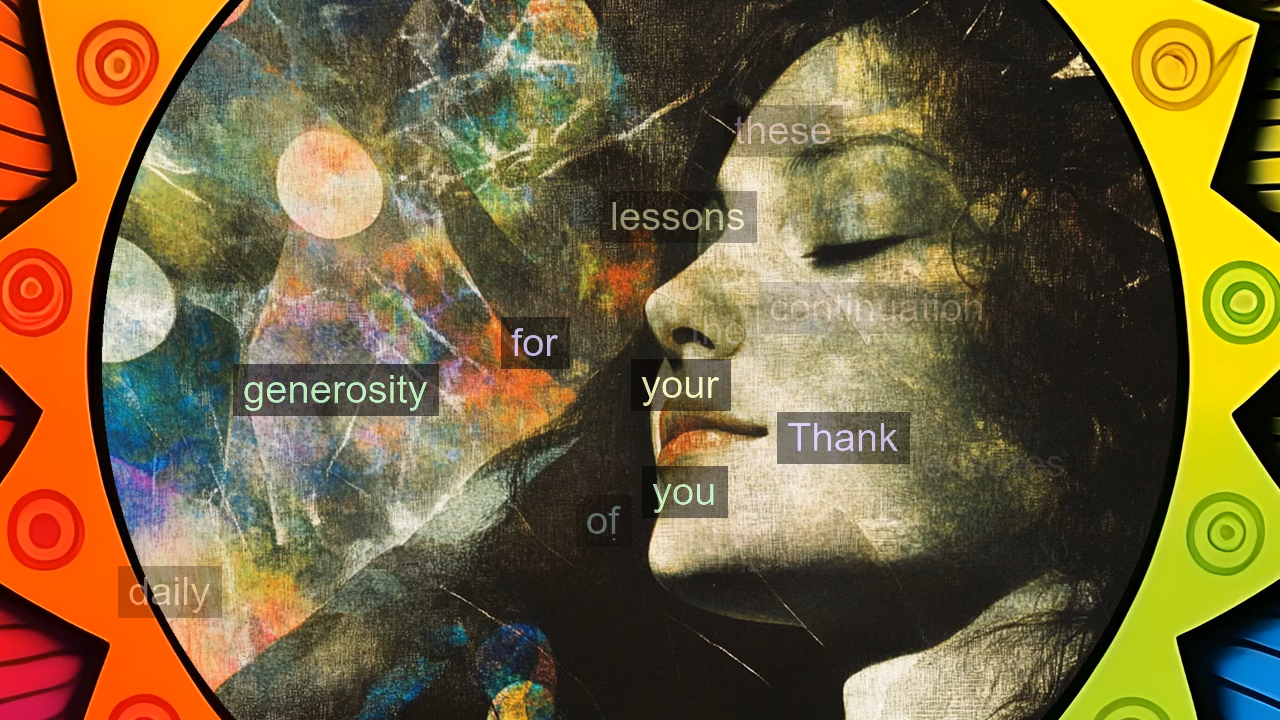 these
lessons
continuation
for
your
generosity
Thank
you
of
daily